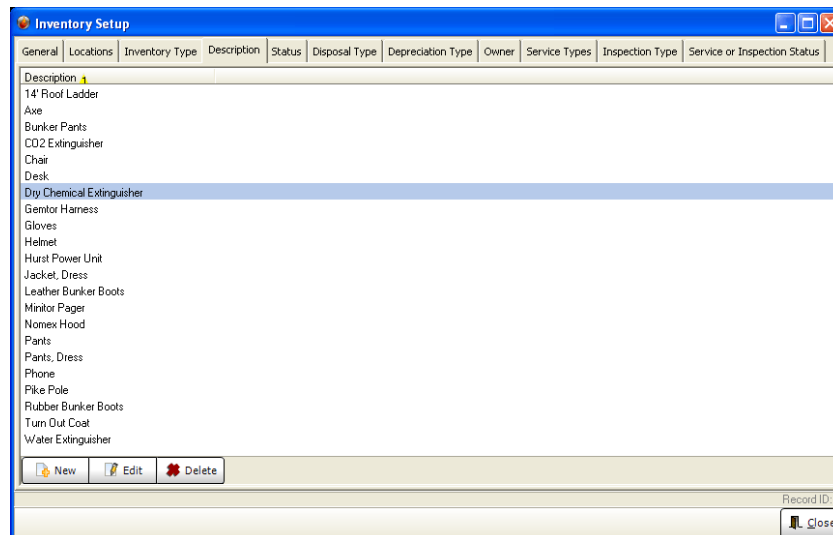 Inventory Setup
General Locations Inventory Type Description Status Disposal Type Depreciation Type Owner Service Types Inspection Type Service or Inspection Status
Description 1
14' Roof Ladder
Axe
Bunker Pants
CO2 Extinguisher
Chair
Desk
Dry Chemical Extinguisher
Gemtor Harness
Gloves
Helmet
Hurst Power Unit
Jacket, Dress
Leather Bunker Boots
Minitor Pager
Nomex Hood
Pants
Pants, Dress
Phone
Pike Pole
Rubber Bunker Boots
Turn Out Coat
Water Extinguisher
New Edit Delete
Record ID:
Close